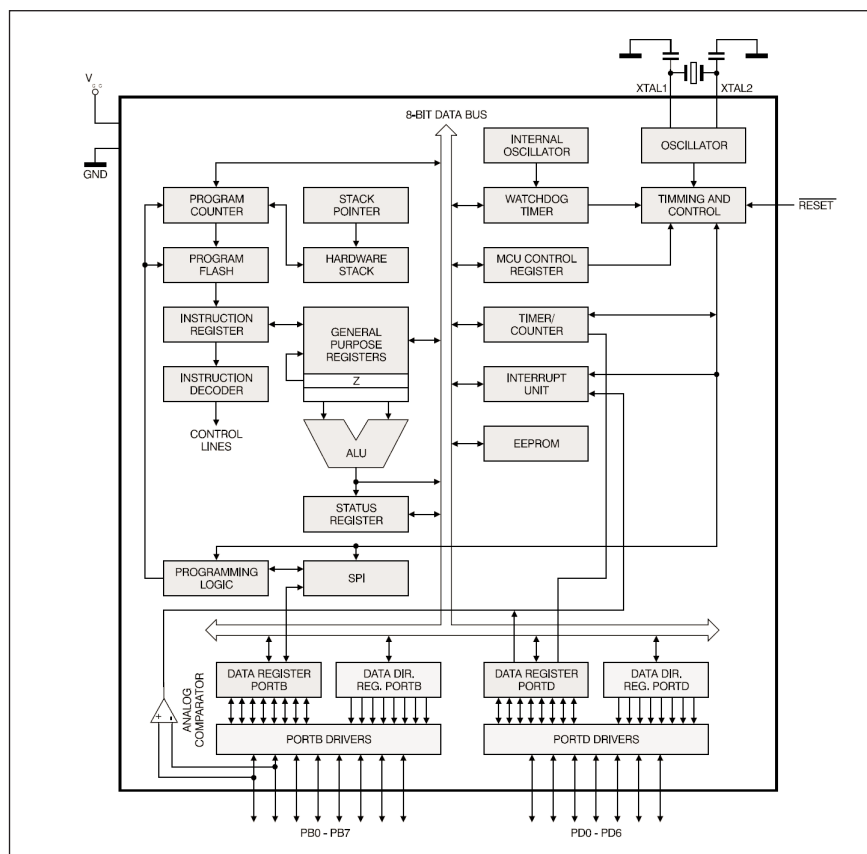 XTAL1
XTAL2
V
GND
8-BIT DATA BUS
INTERNAL
OSCILLATOR
OSCILLATOR
PROGRAM
COUNTER
STACK
POINTER
WATCHDOG
TIMER
TIMMING AND
CONTROL
RESET
PROGRAM
FLASH
HARDWARE
STACK
MCU CONTROL
REGISTER
INSTRUCTION
REGISTER
GENERAL
PURPOSE
REGISTERS
Z
TIMER/
COUNTER
INSTRUCTION
DECODER
INTERRUPT
UNIT
CONTROL
LINES
ALU
EEPROM
STATUS
REGISTER
PROGRAMMING
LOGIC
SPI
DATA REGISTER
PORTB
DATA DIR.
REG. PORTB
DATA REGISTER
PORTD
DATA DIR.
REG. PORTD
ANALOG
COMPARATOR
+
-
PORTB DRIVERS
PORTD DRIVERS
PB0 - PB7
PD0 - PD6